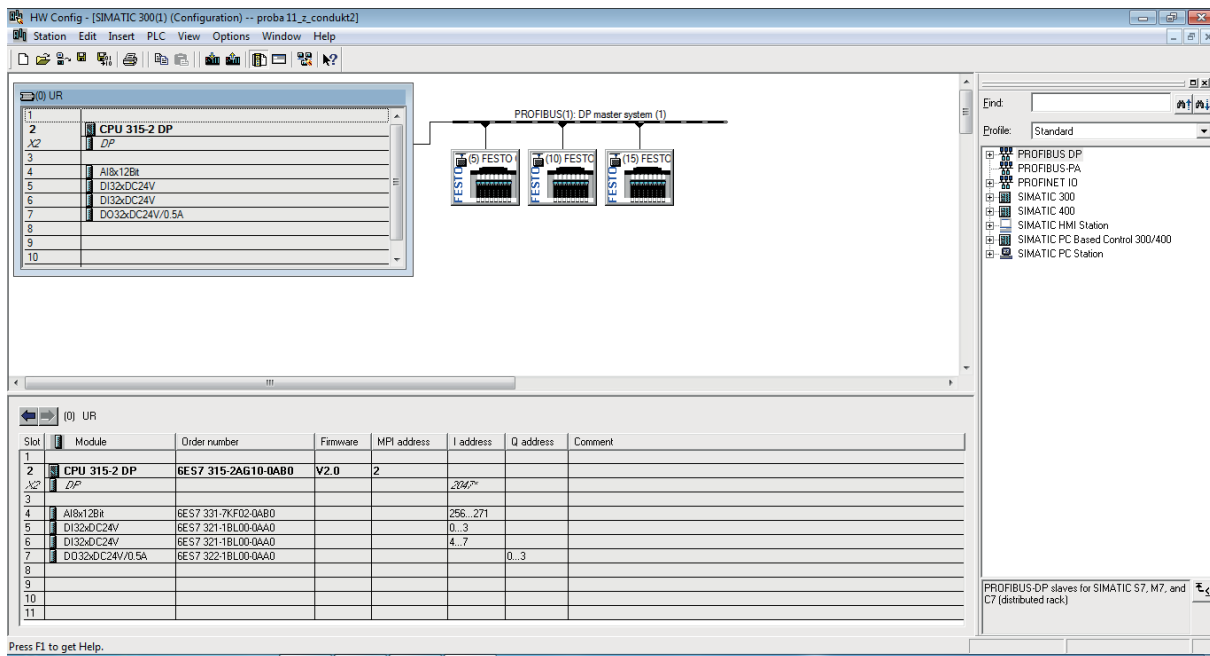 HW Config - [SIMATIC 300(1) (Configuration) -- proba 11_z_condukt2]
Station Edit Insert PLC View Options Window Help
(0) UR
1
2 CPU 315-2 DP
X2 DP
3
4 AI8x12Bit
5 DI32xDC24V
6 DI32xDC24V
7 DO32xDC24V/0.5A
8
9
10
PROFIBUS(1): DP master system (1)
(5) FESTO (10) FESTO (15) FESTO
FESTO FESTO FESTO
Find:
Profile: Standard
PROFIBUS DP
PROFIBUS-PA
PROFINET IO
SIMATIC 300
SIMATIC 400
SIMATIC HMI Station
SIMATIC PC Based Control 300/400
SIMATIC PC Station
(0) UR
Slot Module Order number Firmware MPI address I address Q address Comment
1
2 CPU 315-2 DP 6ES7 315-2AG10-0AB0 V2.0 2
X2 DP 2047*
3
4 AI8x12Bit 6ES7 331-7KF02-0AB0 256...271
5 DI32xDC24V 6ES7 321-1BL00-0AA0 0...3
6 DI32xDC24V 6ES7 321-1BL00-0AA0 4...7
7 DO32xDC24V/0.5A 6ES7 322-1BL00-0AA0 0...3
8
9
10
11
PROFIBUS-DP slaves for SIMATIC S7, M7, and
C7 (distributed rack)
Press F1 to get Help.